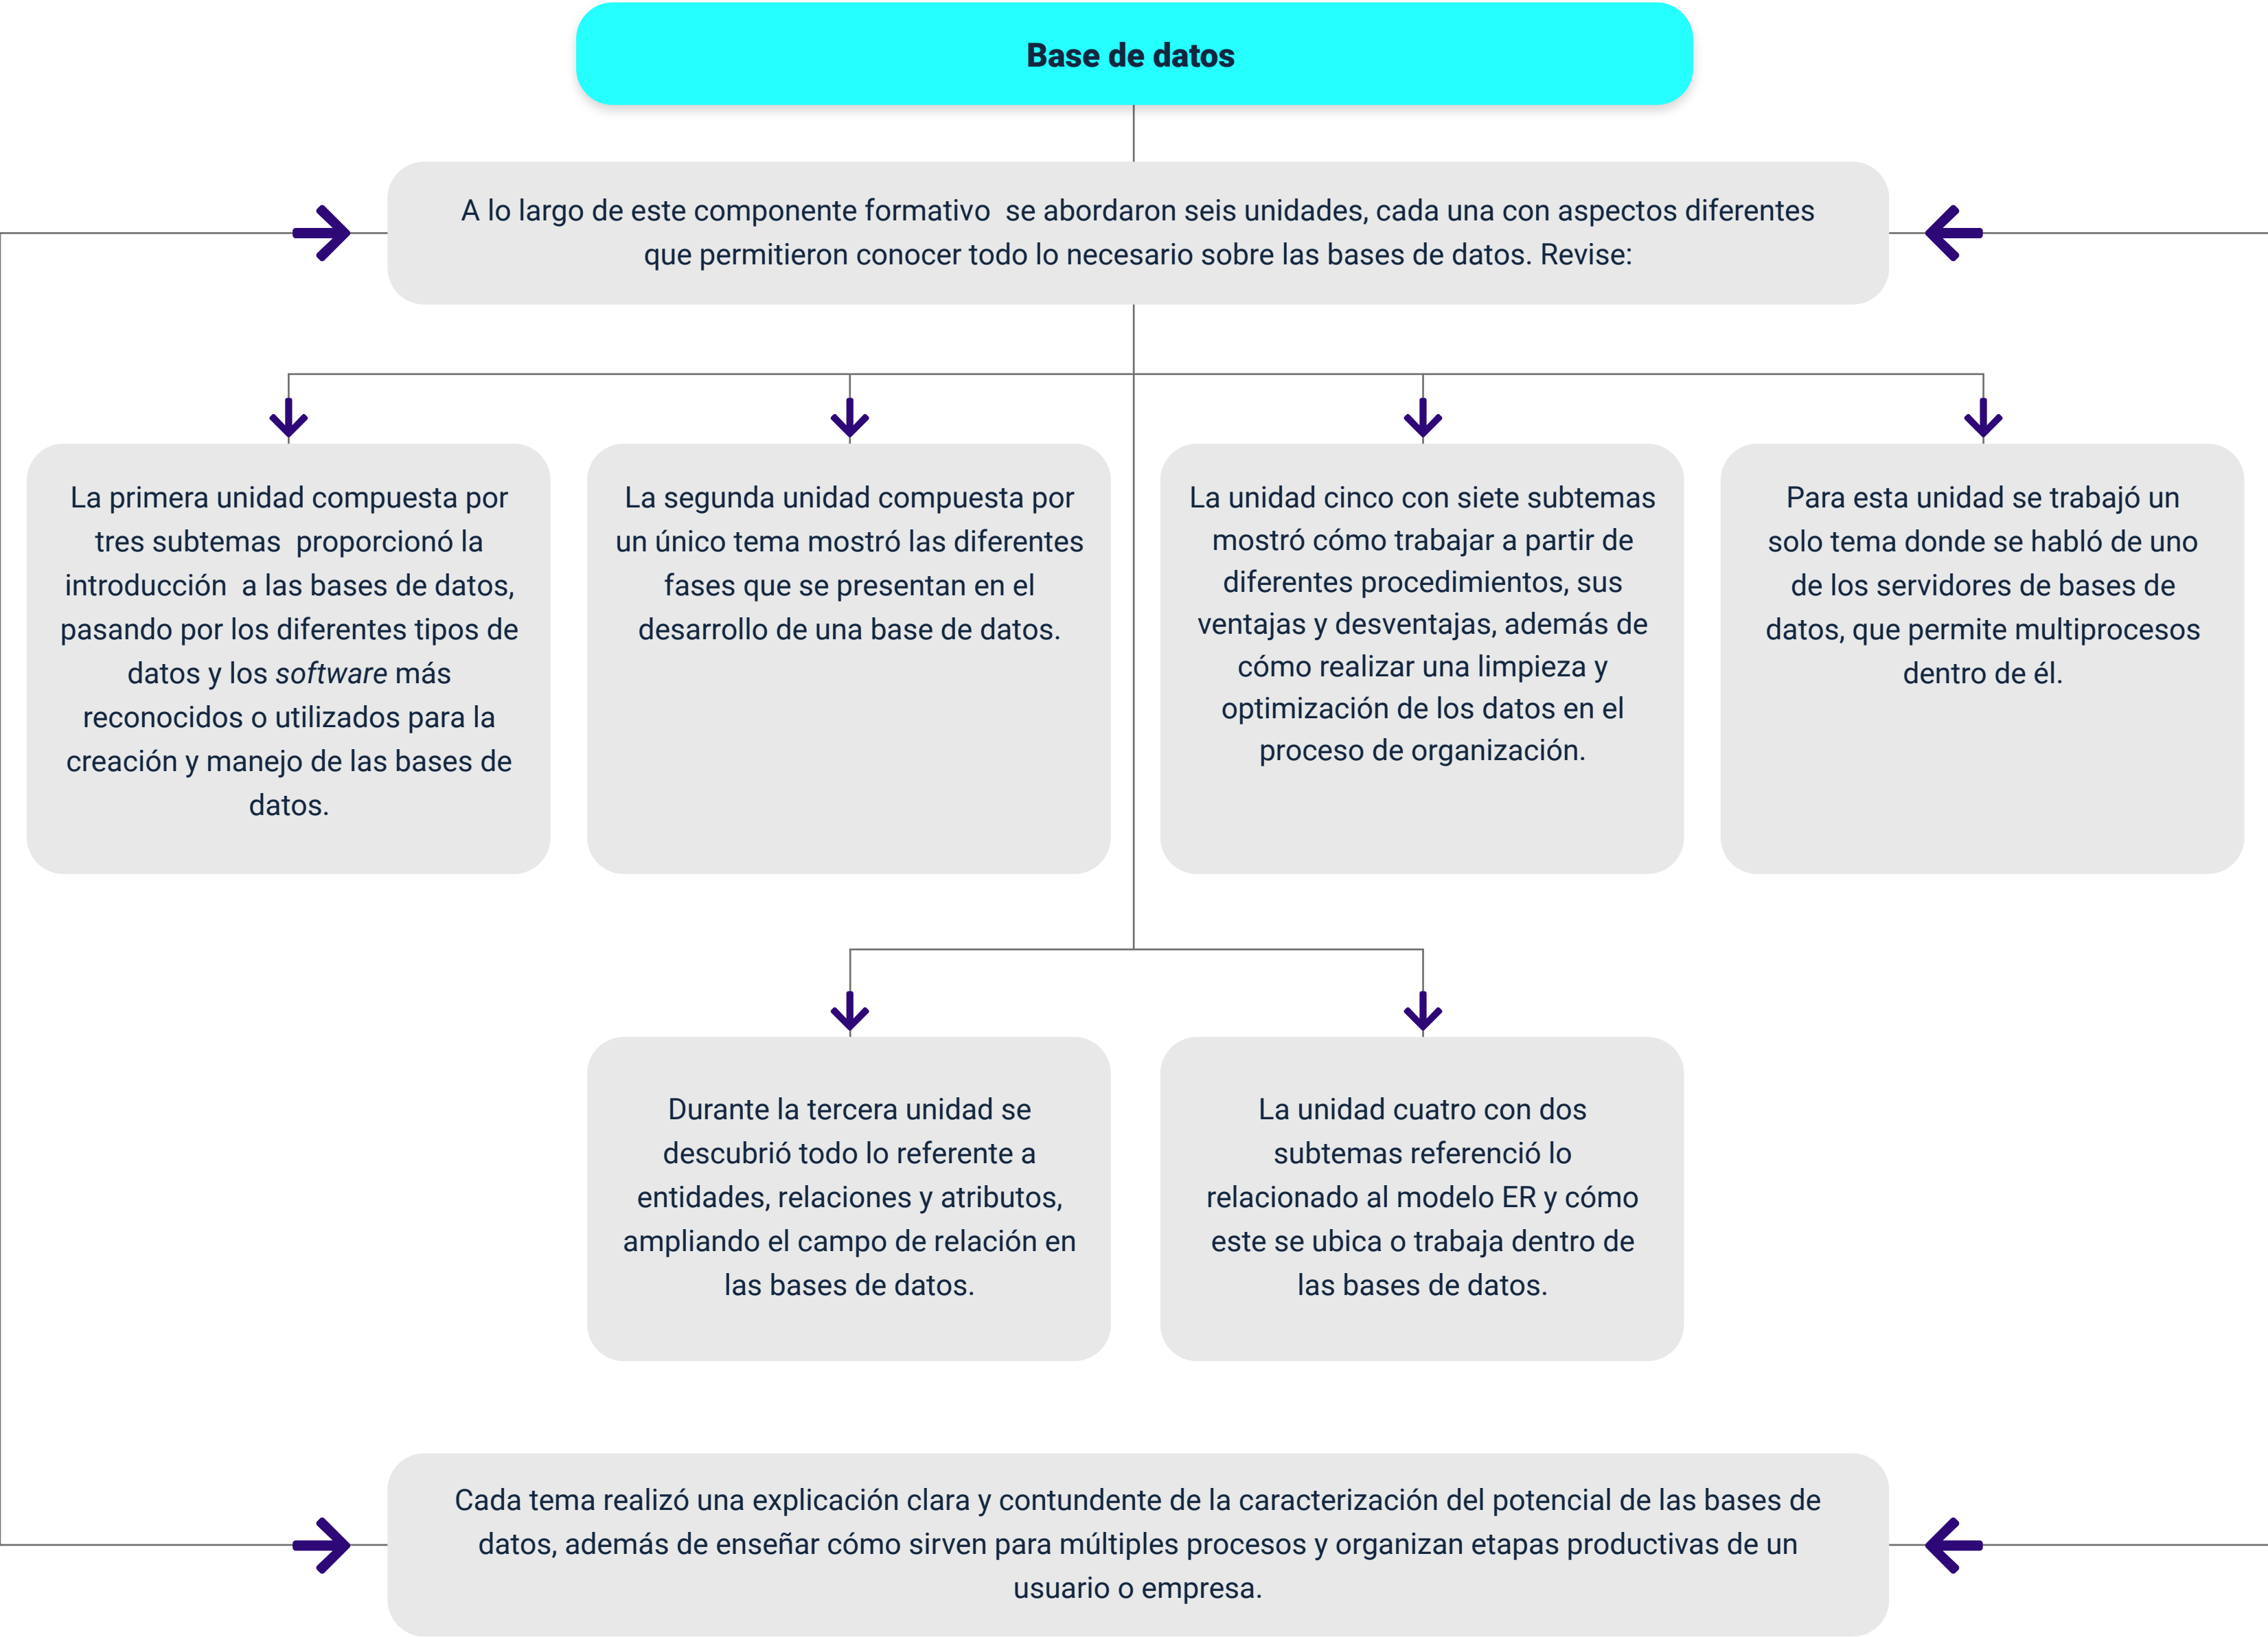 Base de datos
A lo largo de este componente formativo  se abordaron seis unidades, cada una con aspectos diferentes
que permitieron conocer todo lo necesario sobre las bases de datos. Revise:
La primera unidad compuesta por
tres subtemas  proporcionó la
introducción  a las bases de datos,
pasando por los diferentes tipos de
datos y los software más
reconocidos o utilizados para la
creación y manejo de las bases de
datos.
La segunda unidad compuesta por
un único tema mostró las diferentes
fases que se presentan en el
desarrollo de una base de datos.
La unidad cinco con siete subtemas
mostró cómo trabajar a partir de
diferentes procedimientos, sus
ventajas y desventajas, además de
cómo realizar una limpieza y
optimización de los datos en el
proceso de organización.
Para esta unidad se trabajó un
solo tema donde se habló de uno
de los servidores de bases de
datos, que permite multiprocesos
dentro de él.
Durante la tercera unidad se
descubrió todo lo referente a
entidades, relaciones y atributos,
ampliando el campo de relación en
las bases de datos.
La unidad cuatro con dos
subtemas referenció lo
relacionado al modelo ER y cómo
este se ubica o trabaja dentro de
las bases de datos.
Cada tema realizó una explicación clara y contundente de la caracterización del potencial de las bases de
datos, además de enseñar cómo sirven para múltiples procesos y organizan etapas productivas de un
usuario o empresa.